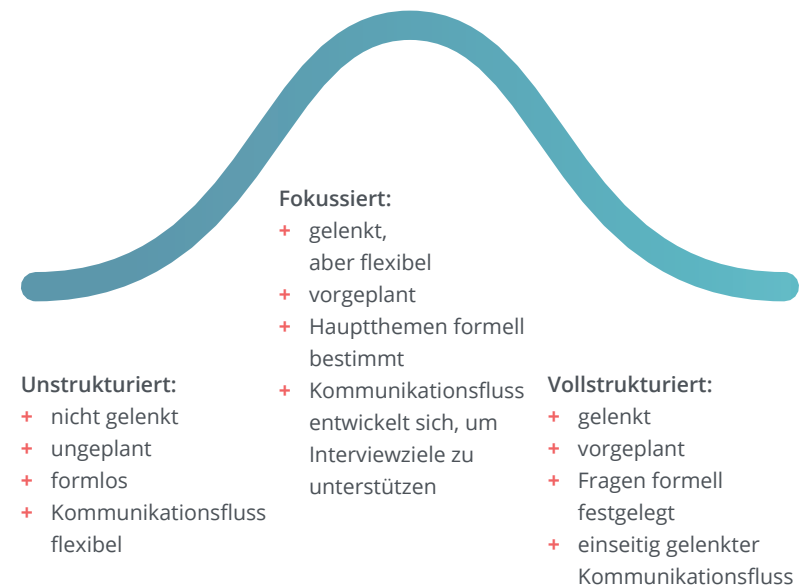 Fokussiert:
+ gelenkt,
aber flexibel
+ vorgeplant
+ Hauptthemen formell
bestimmt
+ Kommunikationsfluss
entwickelt sich, um
Interviewziele zu
unterstützen
Unstrukturiert:
+ nicht gelenkt
+ ungeplant
+ formlos
+ Kommunikationsfluss
flexibel
Vollstrukturiert:
+ gelenkt
+ vorgeplant
+ Fragen formell
festgelegt
+ einseitig gelenkter
Kommunikationsfluss